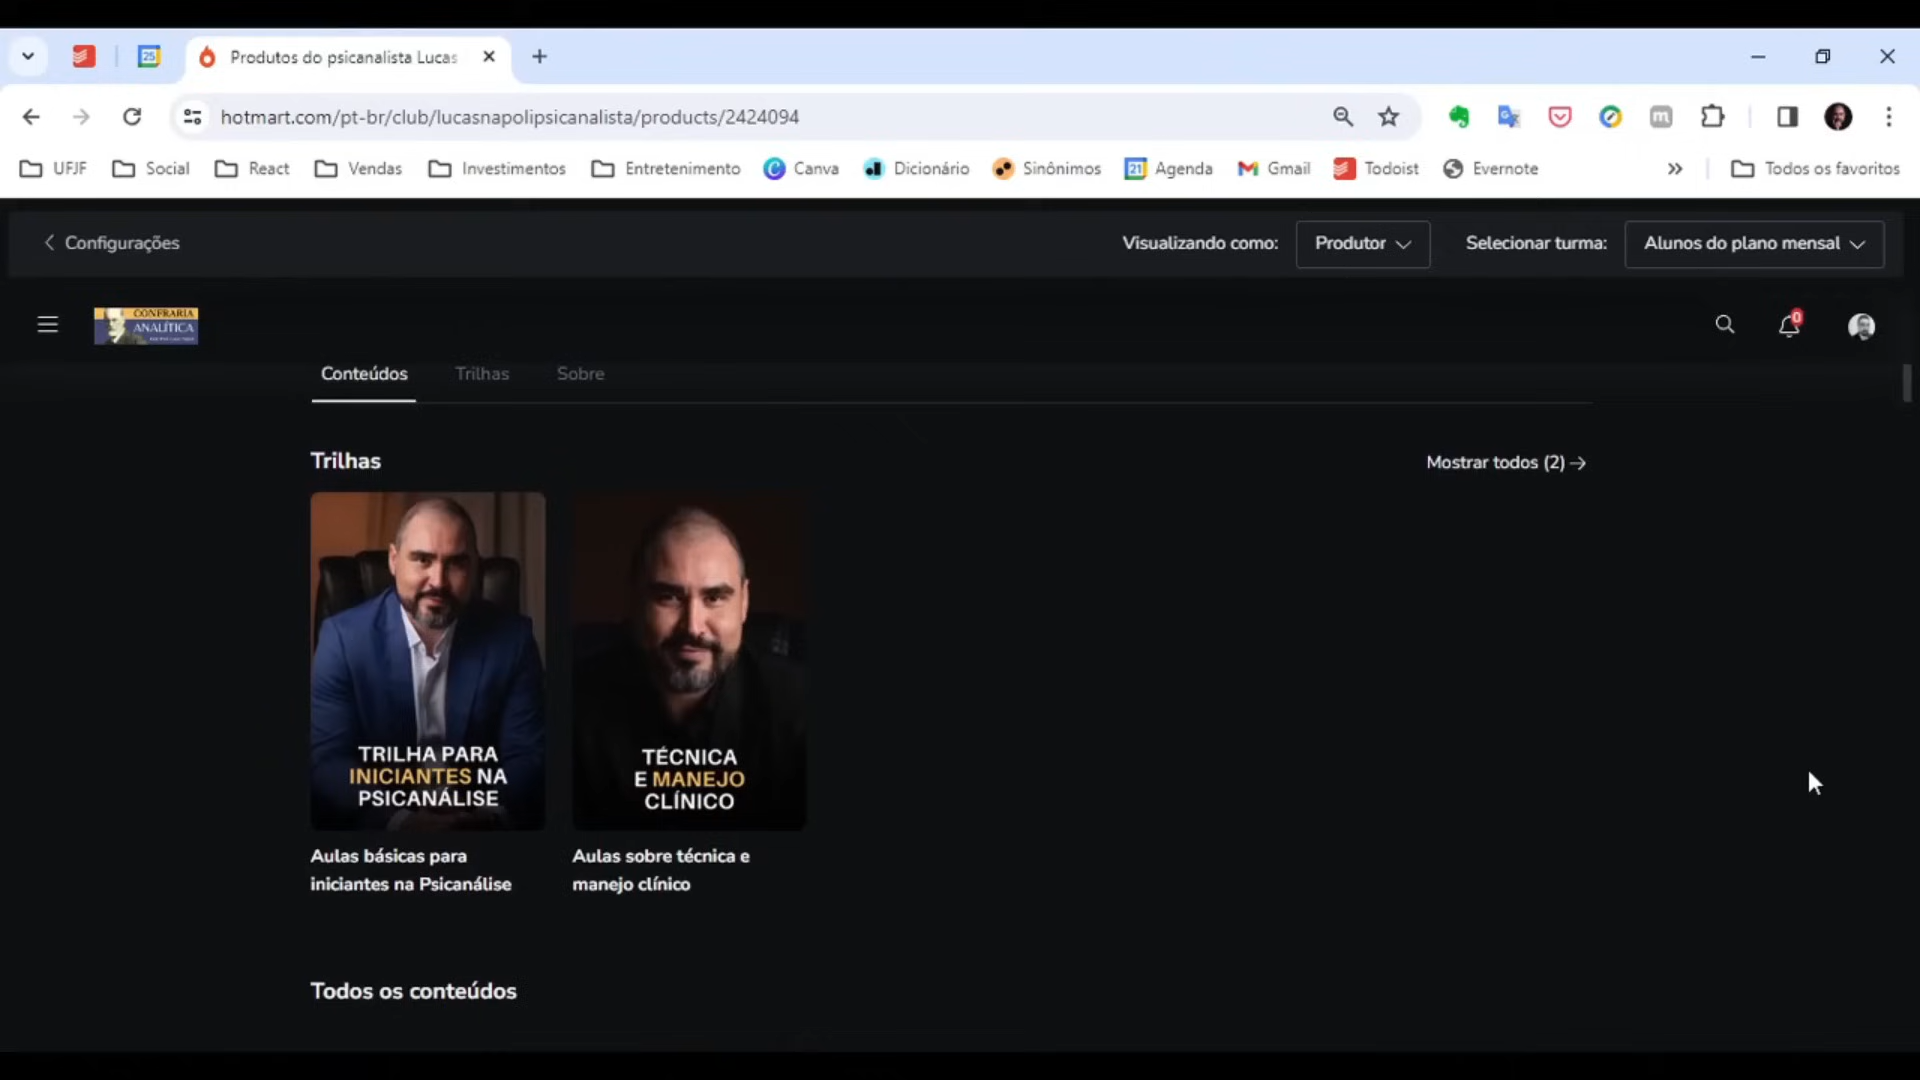 25
Produtos do psicanalista Lucas
hotmart.com/pt-br/club/lucasnapolipsicanalista/products/2424094
UFJF
Social
React
Vendas
Investimentos
Entretenimento
Canva
Dicionário
Sinônimos
21
Agenda
Gmail
Todoist
Evernote
Todos os favoritos
Configurações
Visualizando como:
Produtor
Selecionar turma:
Alunos do plano mensal
CONFRARIA
ANALÍTICA
0
Conteúdos
Trilhas
Sobre
Trilhas
Mostrar todos (2)
TRILHA PARA
INICIANTES NA
PSICANÁLISE
TÉCNICA
E MANEJO
CLÍNICO
Aulas básicas para
iniciantes na Psicanálise
Aulas sobre técnica e
manejo clínico
Todos os conteúdos